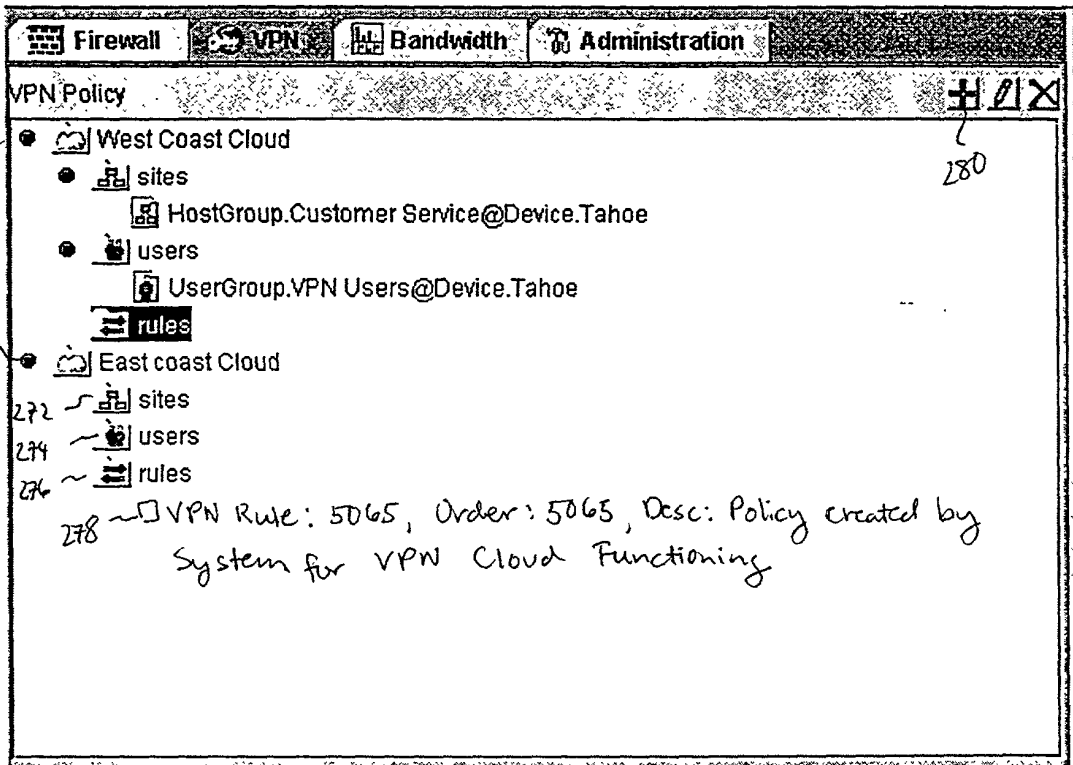 Firewall VPN Bandwidth Administration
VPN Policy
West Coast Cloud
280
sites
HostGroup.Customer Service@Device.Tahoe
users
UserGroup.VPN Users@Device.Tahoe
rules
East coast Cloud
272 sites
274 users
276 rules
278 VPN Rule: 5065, Order: 5065, Desc: Policy created by
System for VPN Cloud Functioning